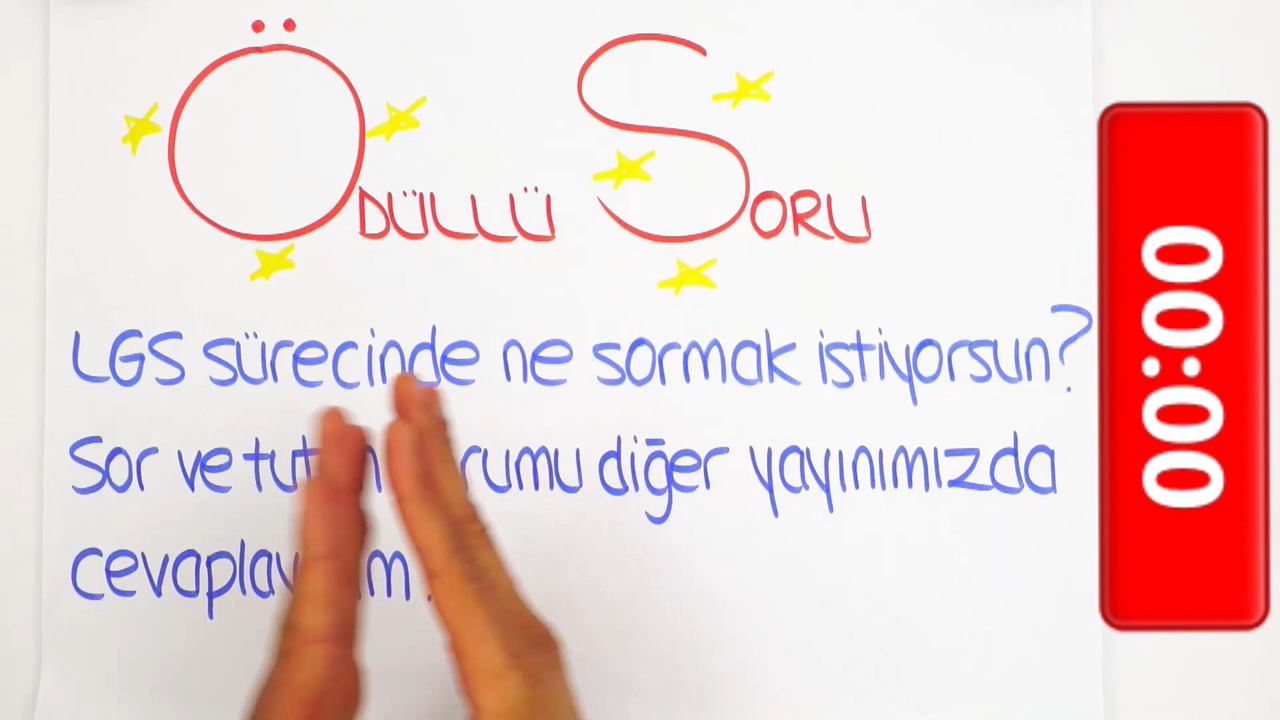 ÖDÜLLÜ SORU
LGS sürecinde ne sormak istiyorsun?
Sor ve diğer yayınımızda
00:00